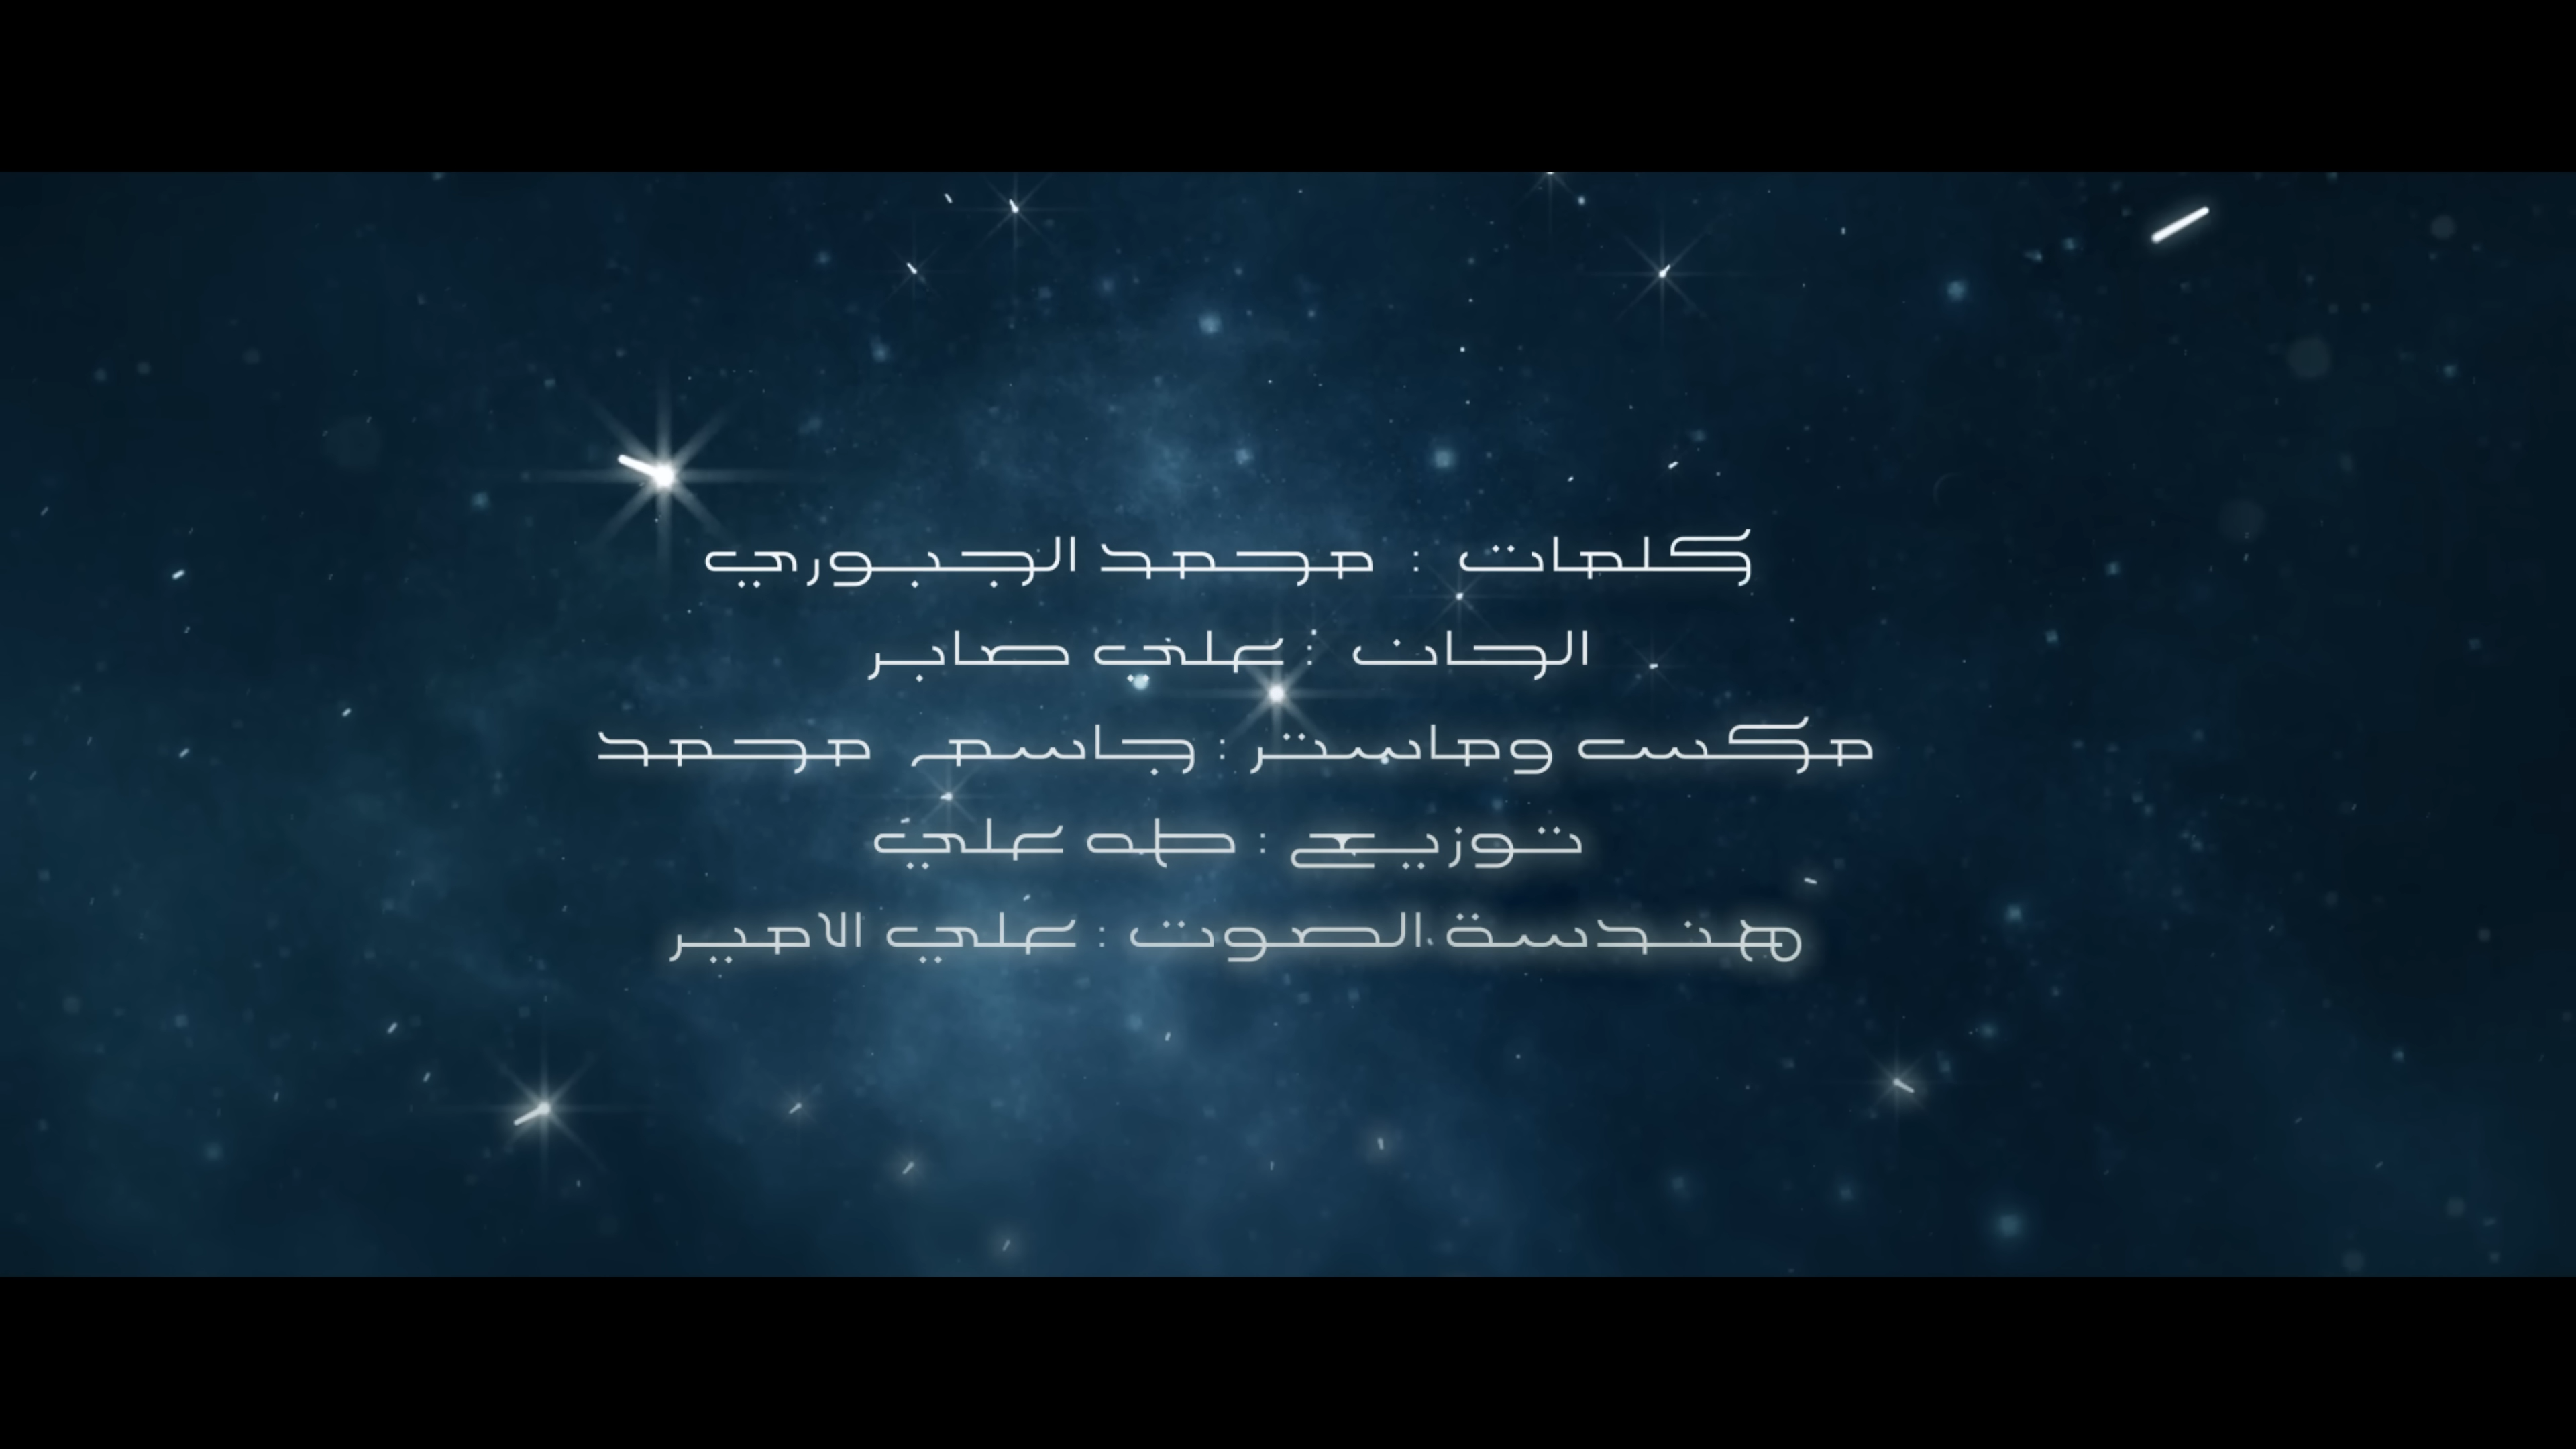 كلمات : محمد الجبوري
الحان : علي صابر
مكس وماستر : جاسم محمد
توزيع : طه علي
هندسة الصوت : علي الامير